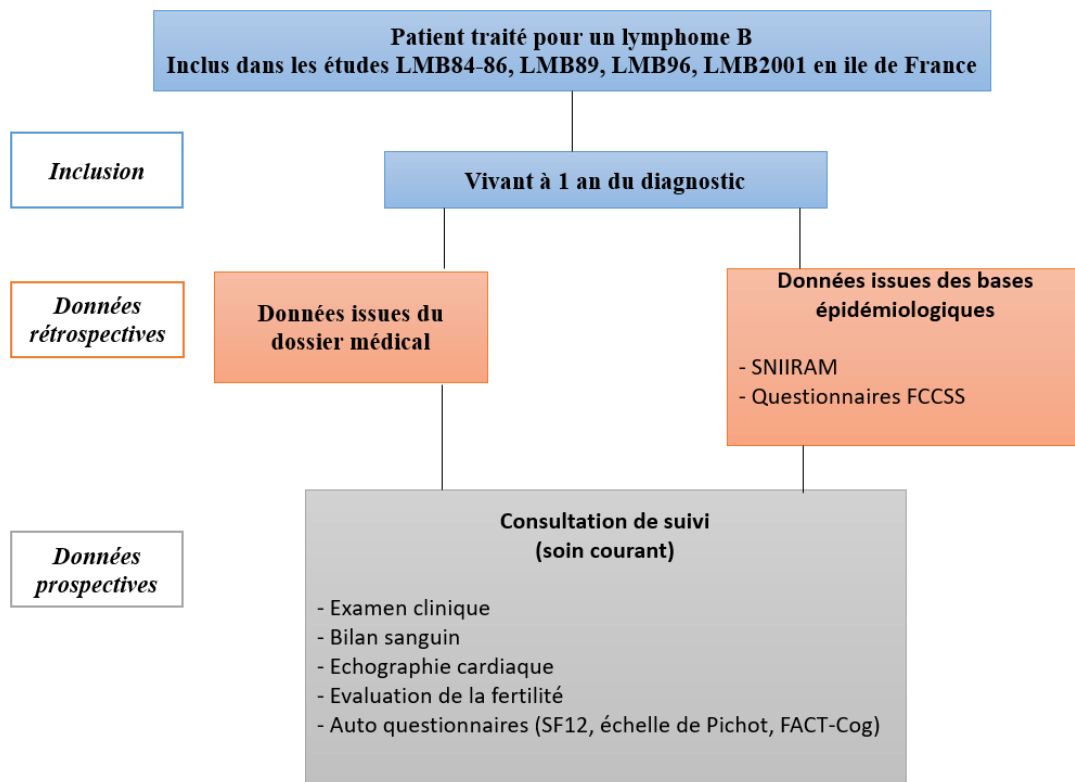 Patient traité pour un lymphome B
Inclus dans les études LMB84-86, LMB89, LMB96, LMB2001 en ile de France
Inclusion
Vivant à 1 an du diagnostic
Données
rétrospectives
Données issues du
dossier médical
Données issues des bases
épidémiologiques
- SNIIRAM
- Questionnaires FCCSS
Données
prospectives
Consultation de suivi
(soin courant)
- Examen clinique
- Bilan sanguin
- Echographie cardiaque
- Evaluation de la fertilité
- Auto questionnaires (SF12, échelle de Pichot, FACT-Cog)